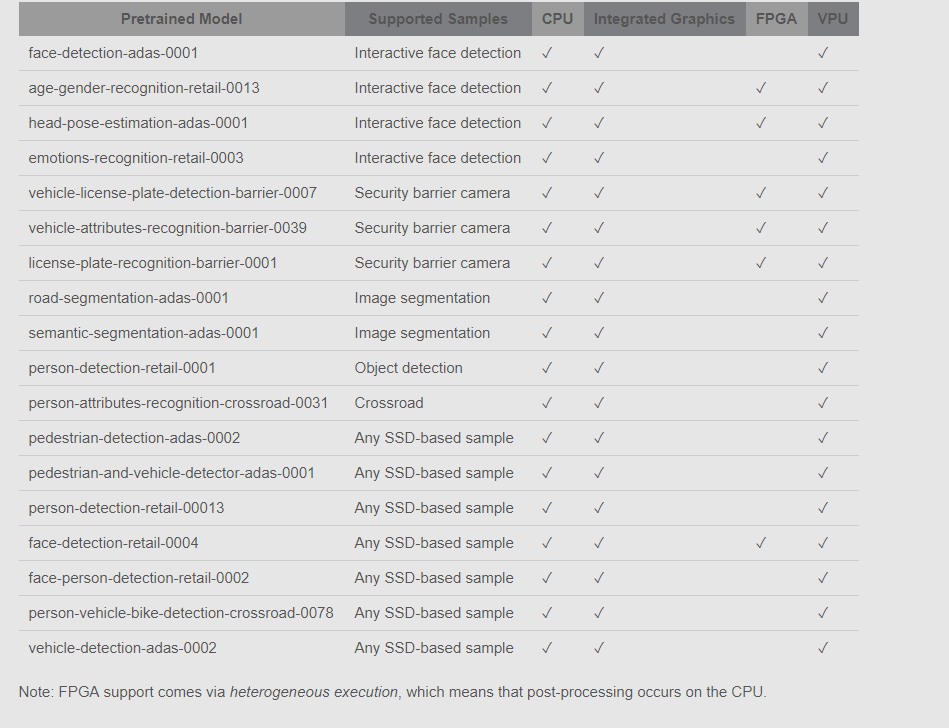 Pretrained Model Supported Samples CPU Integrated Graphics FPGA VPU
face-detection-adas-0001 Interactive face detection ✓ ✓ ✓
age-gender-recognition-retail-0013 Interactive face detection ✓ ✓ ✓ ✓
head-pose-estimation-adas-0001 Interactive face detection ✓ ✓ ✓ ✓
emotions-recognition-retail-0003 Interactive face detection ✓ ✓ ✓
vehicle-license-plate-detection-barrier-0007 Security barrier camera ✓ ✓ ✓ ✓
vehicle-attributes-recognition-barrier-0039 Security barrier camera ✓ ✓ ✓ ✓
license-plate-recognition-barrier-0001 Security barrier camera ✓ ✓ ✓ ✓
road-segmentation-adas-0001 Image segmentation ✓ ✓ ✓
semantic-segmentation-adas-0001 Image segmentation ✓ ✓ ✓
person-detection-retail-0001 Object detection ✓ ✓ ✓
person-attributes-recognition-crossroad-0031 Crossroad ✓ ✓ ✓
pedestrian-detection-adas-0002 Any SSD-based sample ✓ ✓ ✓
pedestrian-and-vehicle-detector-adas-0001 Any SSD-based sample ✓ ✓ ✓
person-detection-retail-00013 Any SSD-based sample ✓ ✓ ✓
face-detection-retail-0004 Any SSD-based sample ✓ ✓ ✓ ✓
face-person-detection-retail-0002 Any SSD-based sample ✓ ✓ ✓
person-vehicle-bike-detection-crossroad-0078 Any SSD-based sample ✓ ✓ ✓
vehicle-detection-adas-0002 Any SSD-based sample ✓ ✓ ✓
Note: FPGA support comes via heterogeneous execution, which means that post-processing occurs on the CPU.